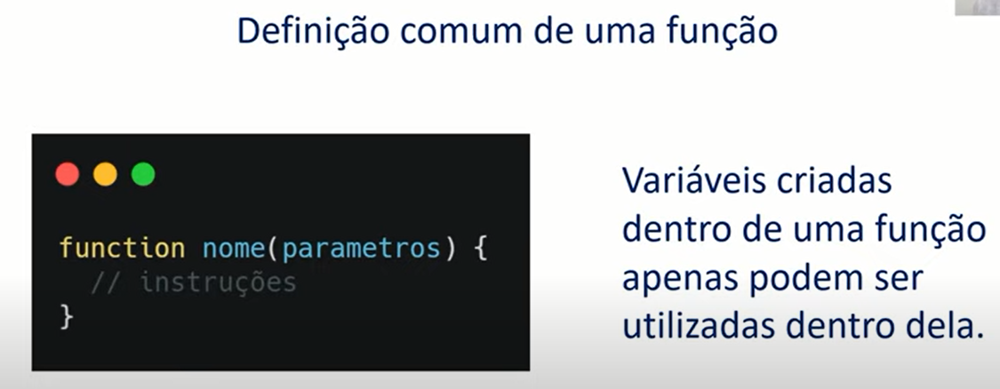 Definição comum de uma função
function nome(parametros) {
// instruções
}
Variáveis criadas
dentro de uma função
apenas podem ser
utilizadas dentro dela.